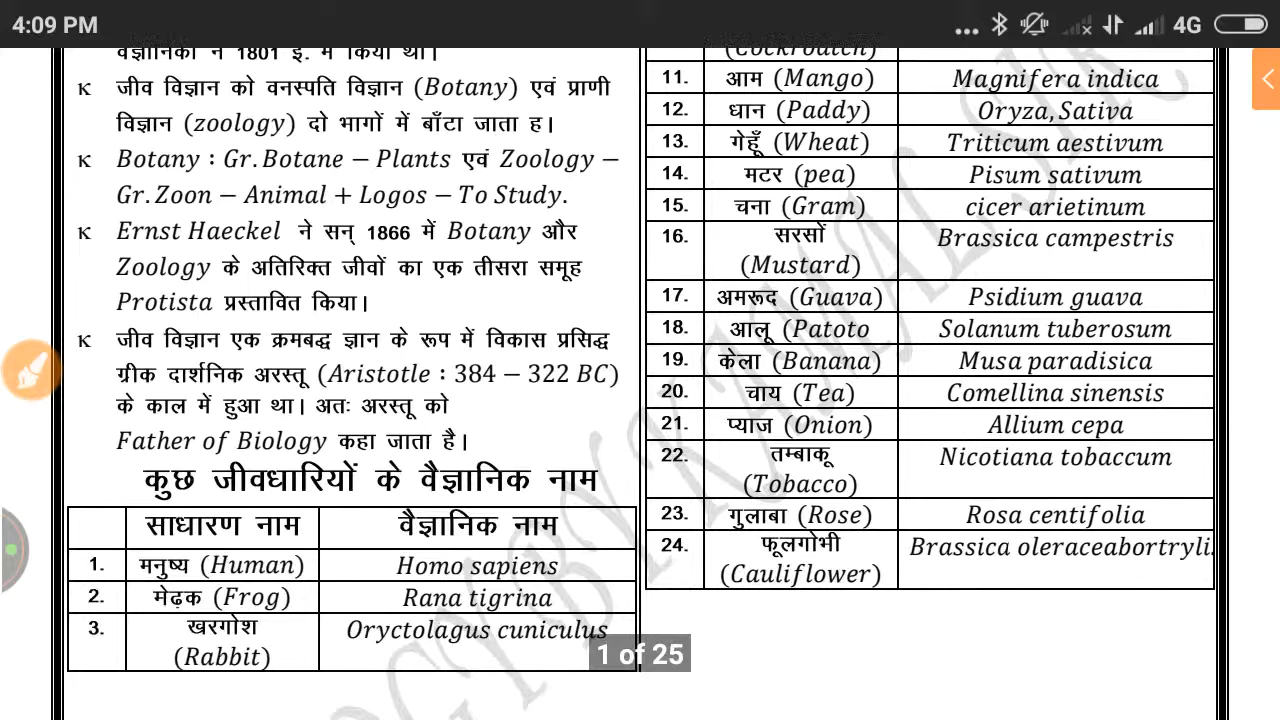 4:09 PM
4G
वैज्ञानिकों ने 1801 ई. में किया था।
κ जीव विज्ञान को वनस्पति विज्ञान (Botany) एवं प्राणी
विज्ञान (zoology) दो भागों में बाँटा जाता ह।
κ Botany : Gr. Botane – Plants एवं Zoology –
Gr. Zoon – Animal + Logos – To Study.
κ Ernst Haeckel ने सन् 1866 में Botany और
Zoology के अतिरिक्त जीवों का एक तीसरा समूह
Protista प्रस्तावित किया।
κ जीव विज्ञान एक क्रमबद्ध ज्ञान के रूप में विकास प्रसिद्ध
ग्रीक दार्शनिक अरस्तू (Aristotle : 384 – 322 BC)
के काल में हुआ था। अतः अरस्तू को
Father of Biology कहा जाता है।
कुछ जीवधारियों के वैज्ञानिक नाम
साधारण नाम वैज्ञानिक नाम
1. मनुष्य (Human) Homo sapiens
2. मेढ़क (Frog) Rana tigrina
3. खरगोश Oryctolagus cuniculus
(Rabbit)
(Cockroatch)
11. आम (Mango) Magnifera indica
12. धान (Paddy) Oryza, Sativa
13. गेहूँ (Wheat) Triticum aestivum
14. मटर (pea) Pisum sativum
15. चना (Gram) cicer arietinum
16. सरसों Brassica campestris
(Mustard)
17. अमरूद (Guava) Psidium guava
18. आलू (Patoto Solanum tuberosum
19. केला (Banana) Musa paradisica
20. चाय (Tea) Comellina sinensis
21. प्याज (Onion) Allium cepa
22. तम्बाकू Nicotiana tobaccum
(Tobacco)
23. गुलाबा (Rose) Rosa centifolia
24. फूलगोभी Brassica oleraceabortrylis
(Cauliflower)
1 of 25